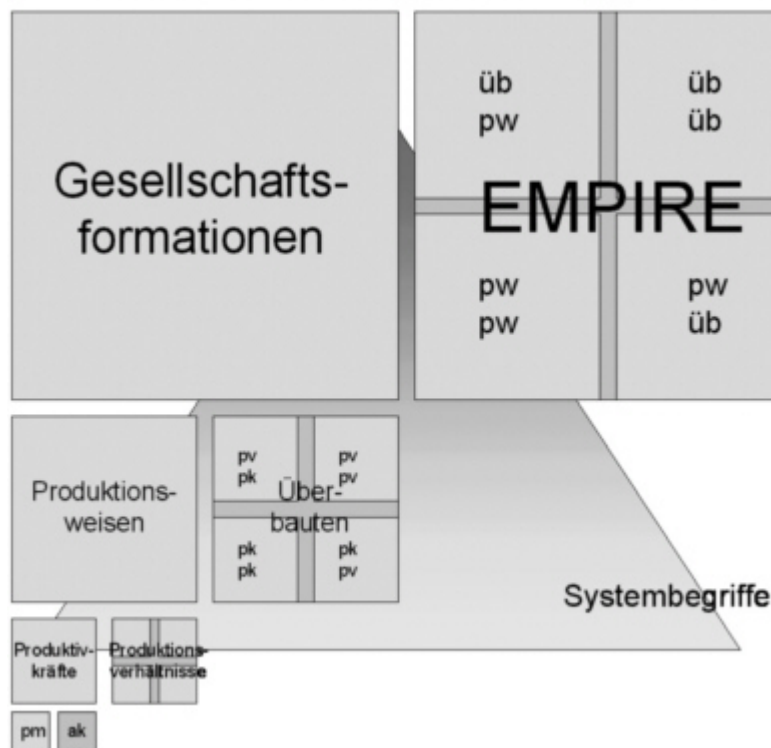 Gesellschafts-
formationen
üb
pw
üb
üb
EMPIRE
pw
pw
pw
üb
Produktions-
weisen
pv
pk
pv
pv
Über-
bauten
pk
pk
pk
pv
Systembegriffe
Produktiv-
kräfte
Produktions-
verhältnisse
pm
ak